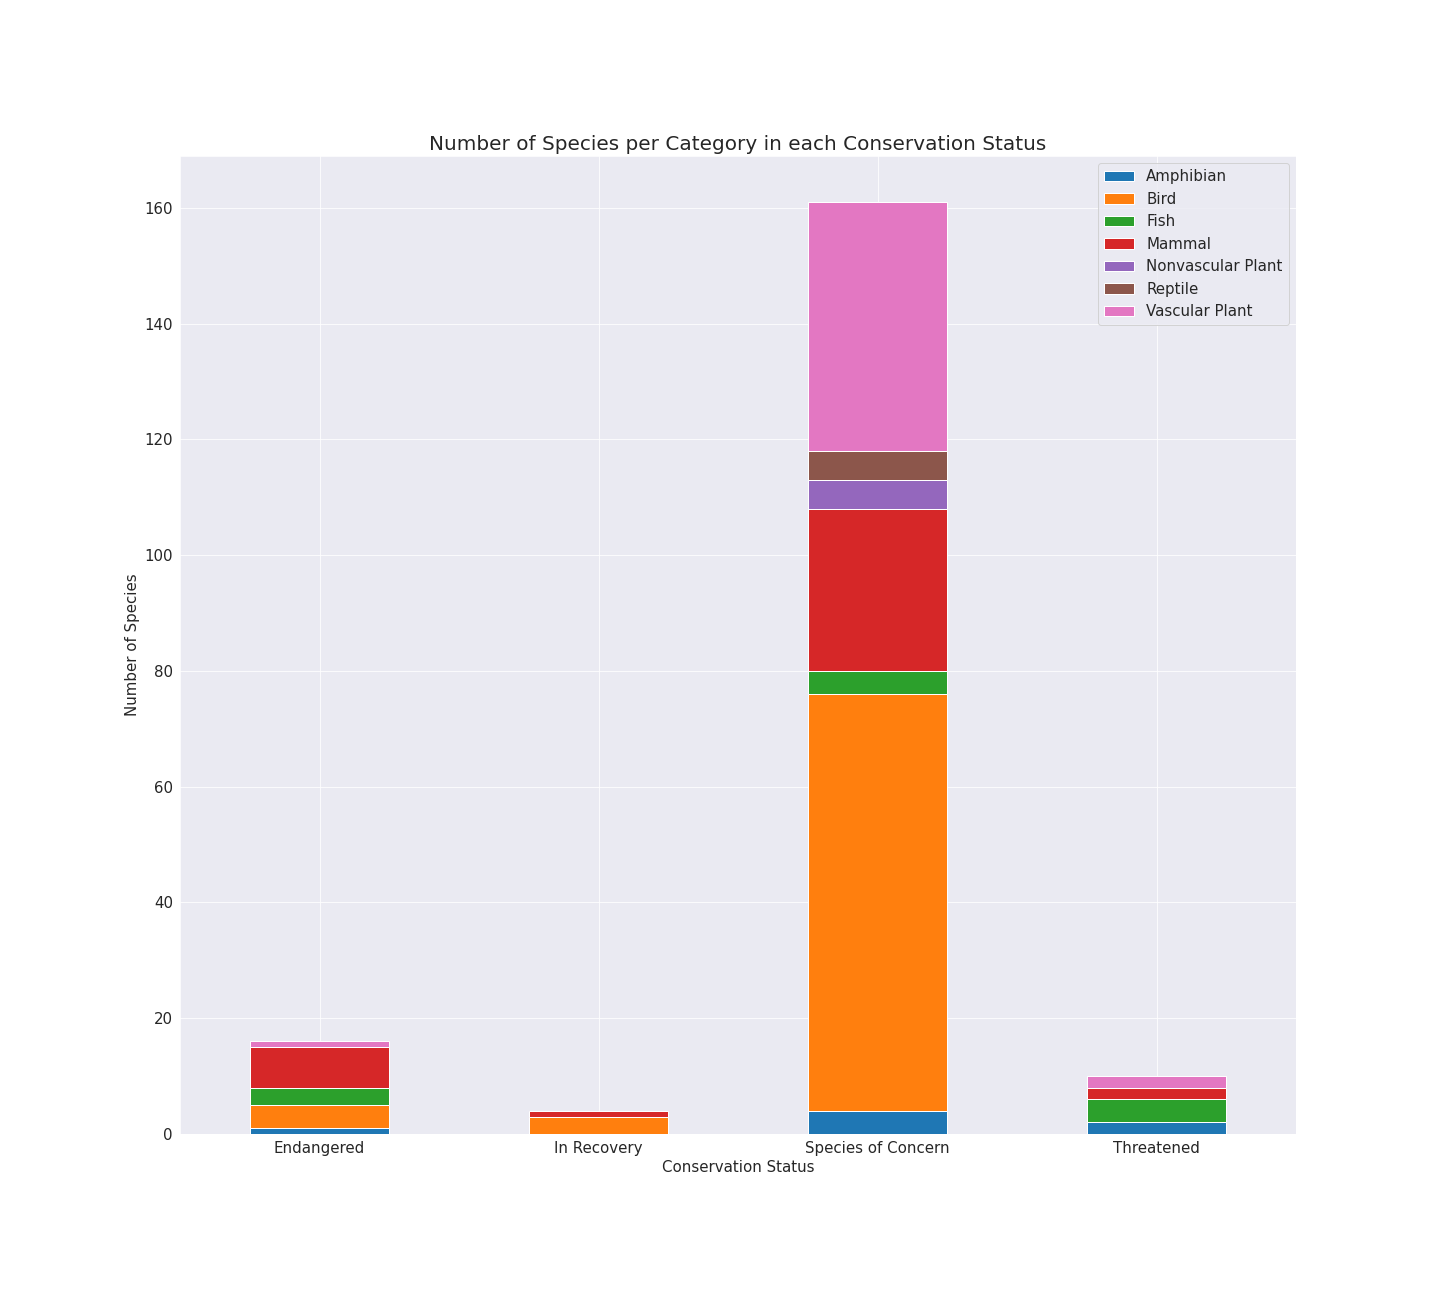 Number of Species per Category in each Conservation Status
Amphibian
Bird
Fish
Mammal
Nonvascular Plant
Reptile
Vascular Plant
Number of Species
160
140
120
100
80
60
40
20
0
Endangered In Recovery Species of Concern Threatened
Conservation Status